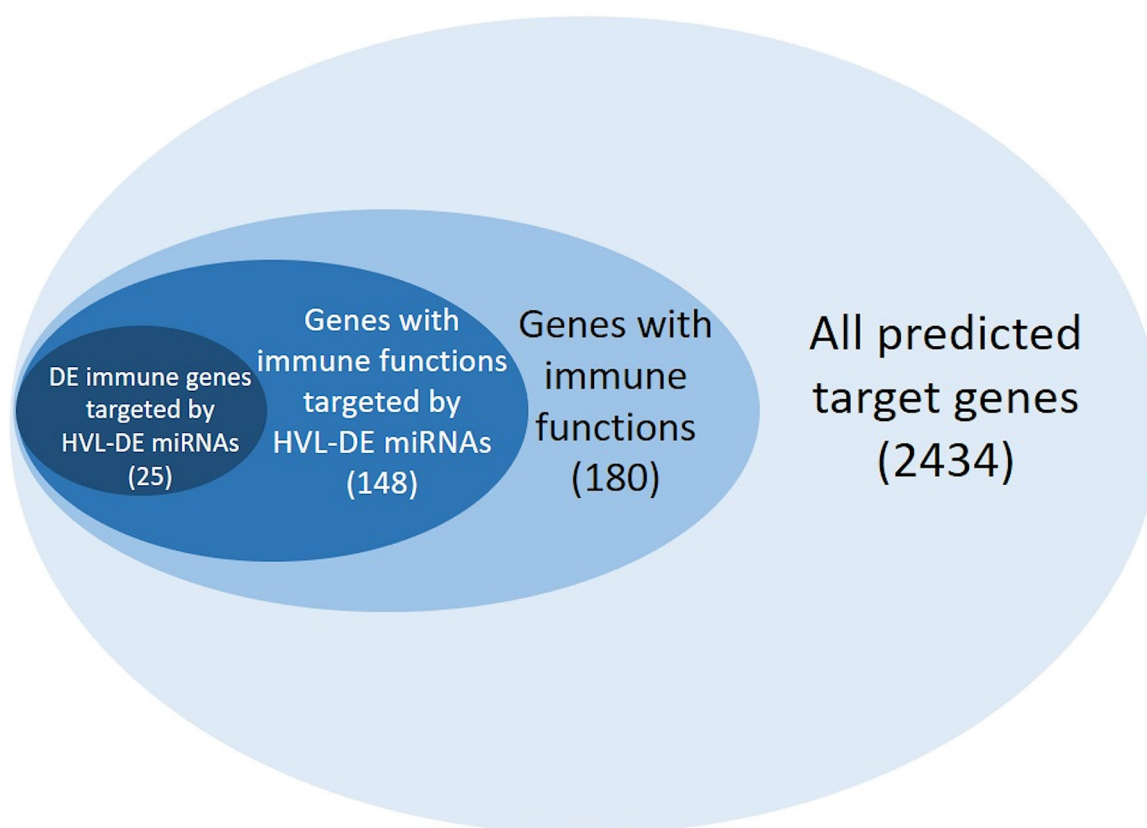 DE immune genes
targeted by
HVL-DE miRNAs
(25)
Genes with
immune functions
targeted by
HVL-DE miRNAs
(148)
Genes with
immune
functions
(180)
All predicted
target genes
(2434)